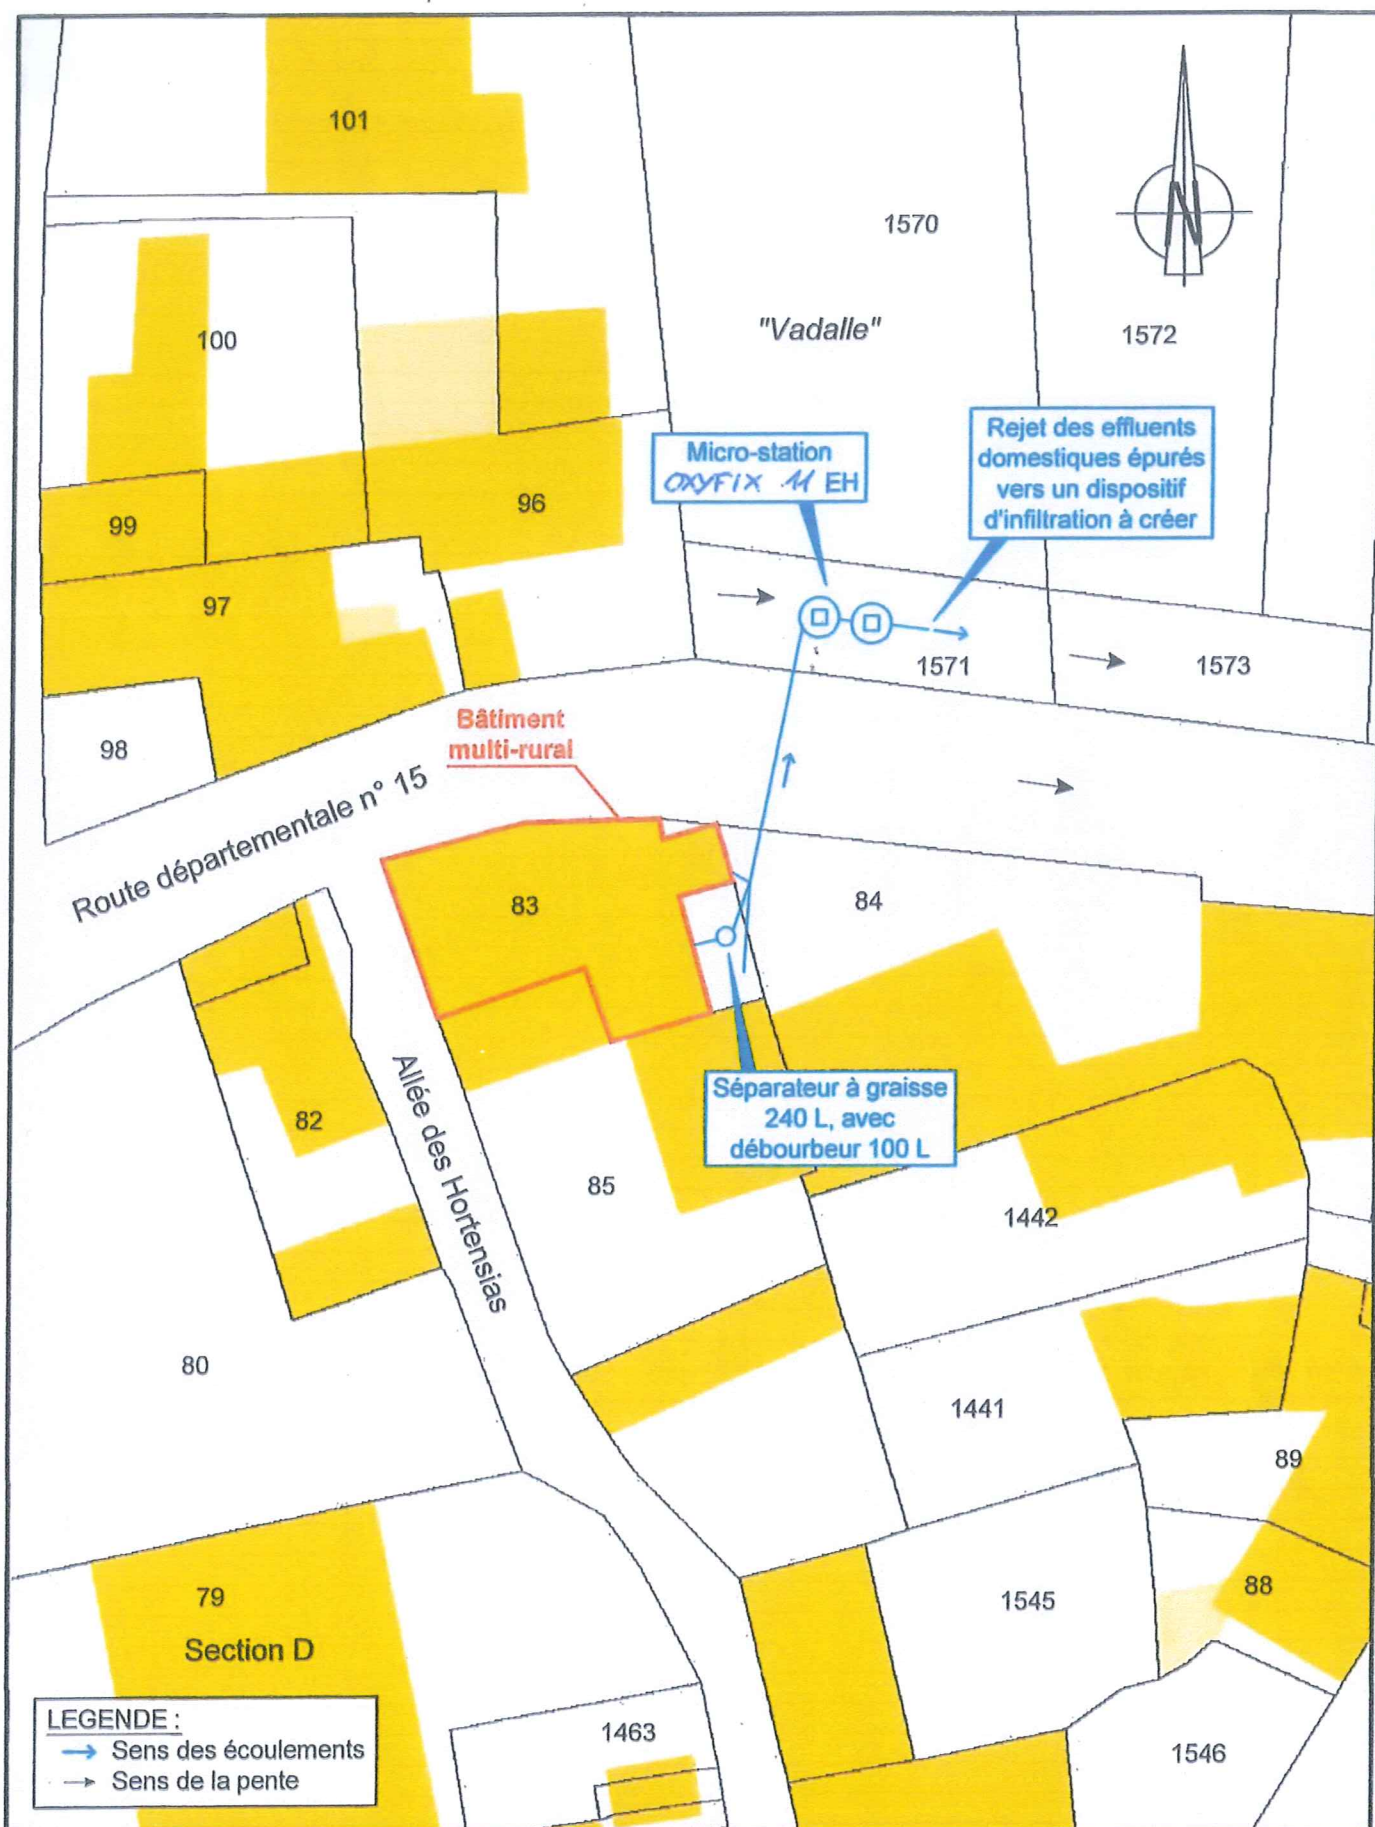 101
1570
N
"Vadalle"
1572
100
Rejet des effluents
domestiques épurés
vers un dispositif
d'infiltration à créer
Micro-station
OXYFIX 11 EH
96
99
97
1571
1573
Bâtiment
multi-rural
98
Route départementale n° 15
83
84
Allée des Hortensias
Séparateur à graisse
240 L, avec
débourbeur 100 L
82
85
1442
80
1441
89
88
79
1545
Section D
LEGENDE :
Sens des écoulements
Sens de la pente
1463
1546